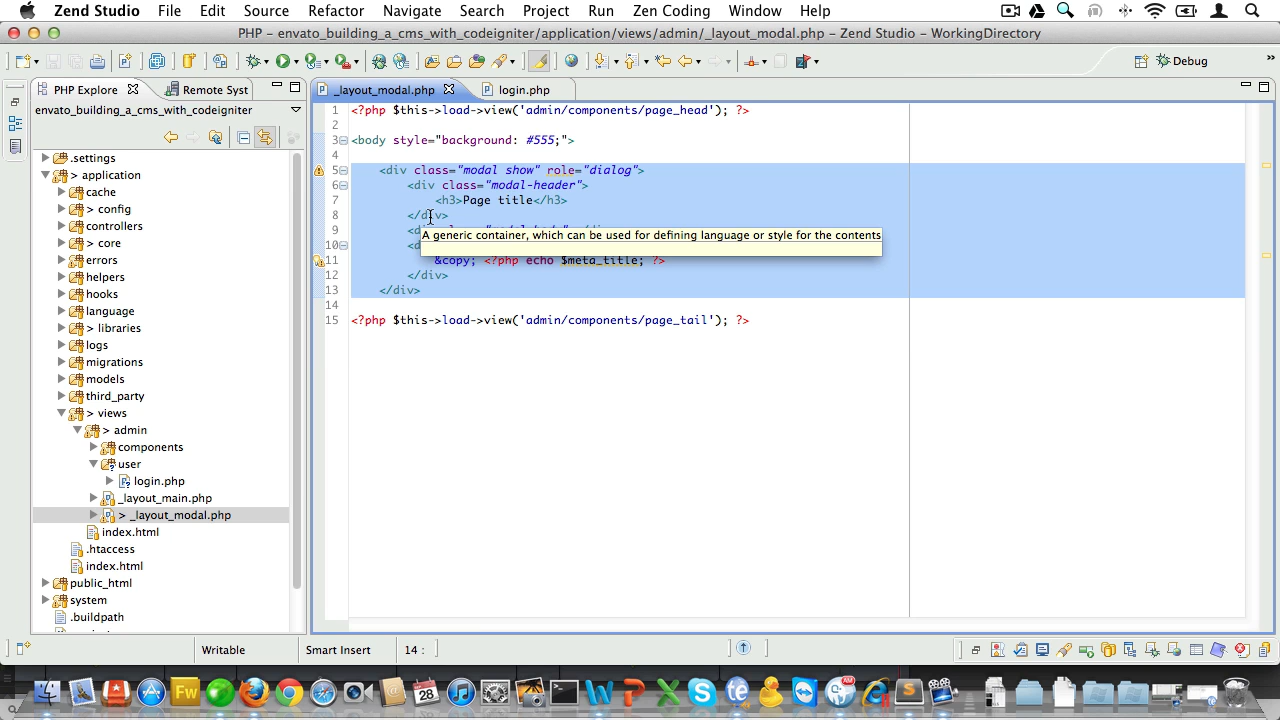 Zend Studio File Edit Source Refactor Navigate Search Project Run Zen Coding Window Help
PHP – envato_building_a_cms_with_codeigniter/application/views/admin/_layout_modal.php – Zend Studio – WorkingDirectory
Debug
PHP Explore
Remote Syst
envato_building_a_cms_with_codeigniter
.settings
> application
cache
> config
controllers
> core
errors
helpers
hooks
language
> libraries
logs
migrations
models
third_party
> views
> admin
components
user
login.php
_layout_main.php
> _layout_modal.php
index.html
.htaccess
index.html
public_html
system
.buildpath
_layout_modal.php
login.php
1 <?php $this->load->view('admin/components/page_head'); ?>
2
3 <body style="background: #555;">
4
5 <div class="modal show" role="dialog">
6 <div class="modal-header">
7 <h3>Page title</h3>
8 </div>
9 <d
A generic container, which can be used for defining language or style for the contents
10 <d
11 &copy; <?php echo $meta_title; ?>
12 </div>
13 </div>
14
15 <?php $this->load->view('admin/components/page_tail'); ?>
Writable
Smart Insert
14 :
28
Fw